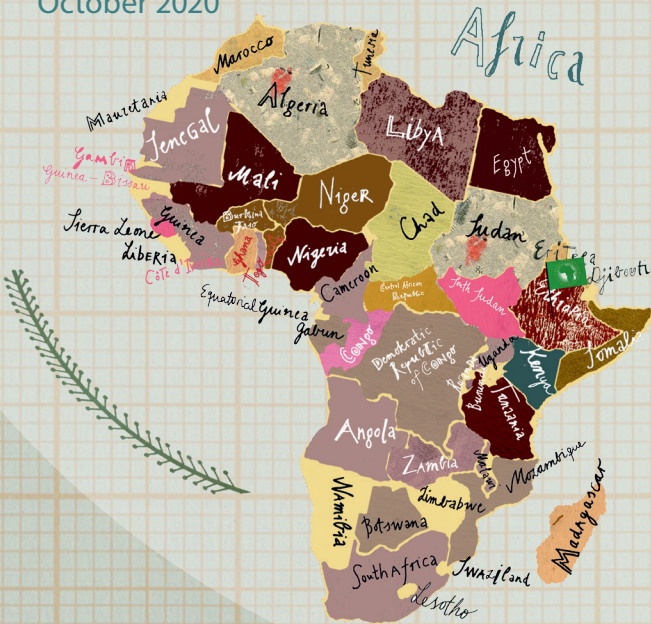 October 2020
Africa
Marocco
Tunesia
Algeria
Libya
Egypt
Mauretania
SeneGal
Mali
Niger
Chad
Sudan
Eritrea
Djibouti
Gambia
Guinea - Bissau
Guinea
Sierra Leone
Liberia
Côte d'Ivoire
Burkina
Faso
Ghana
Togo
Nigeria
Cameroon
Central African
Republic
South Sudan
Ethiopia
Somalia
Equatorial Guinea
Gabun
Congo
Demokratic
Republic
of Congo
Uganda
Kenya
Burundi
Tanzania
Angola
Zambia
Malawi
Mozambique
Namibia
Zimbabwe
Botswana
Madagascar
South Africa
Swaziland
Lesotho